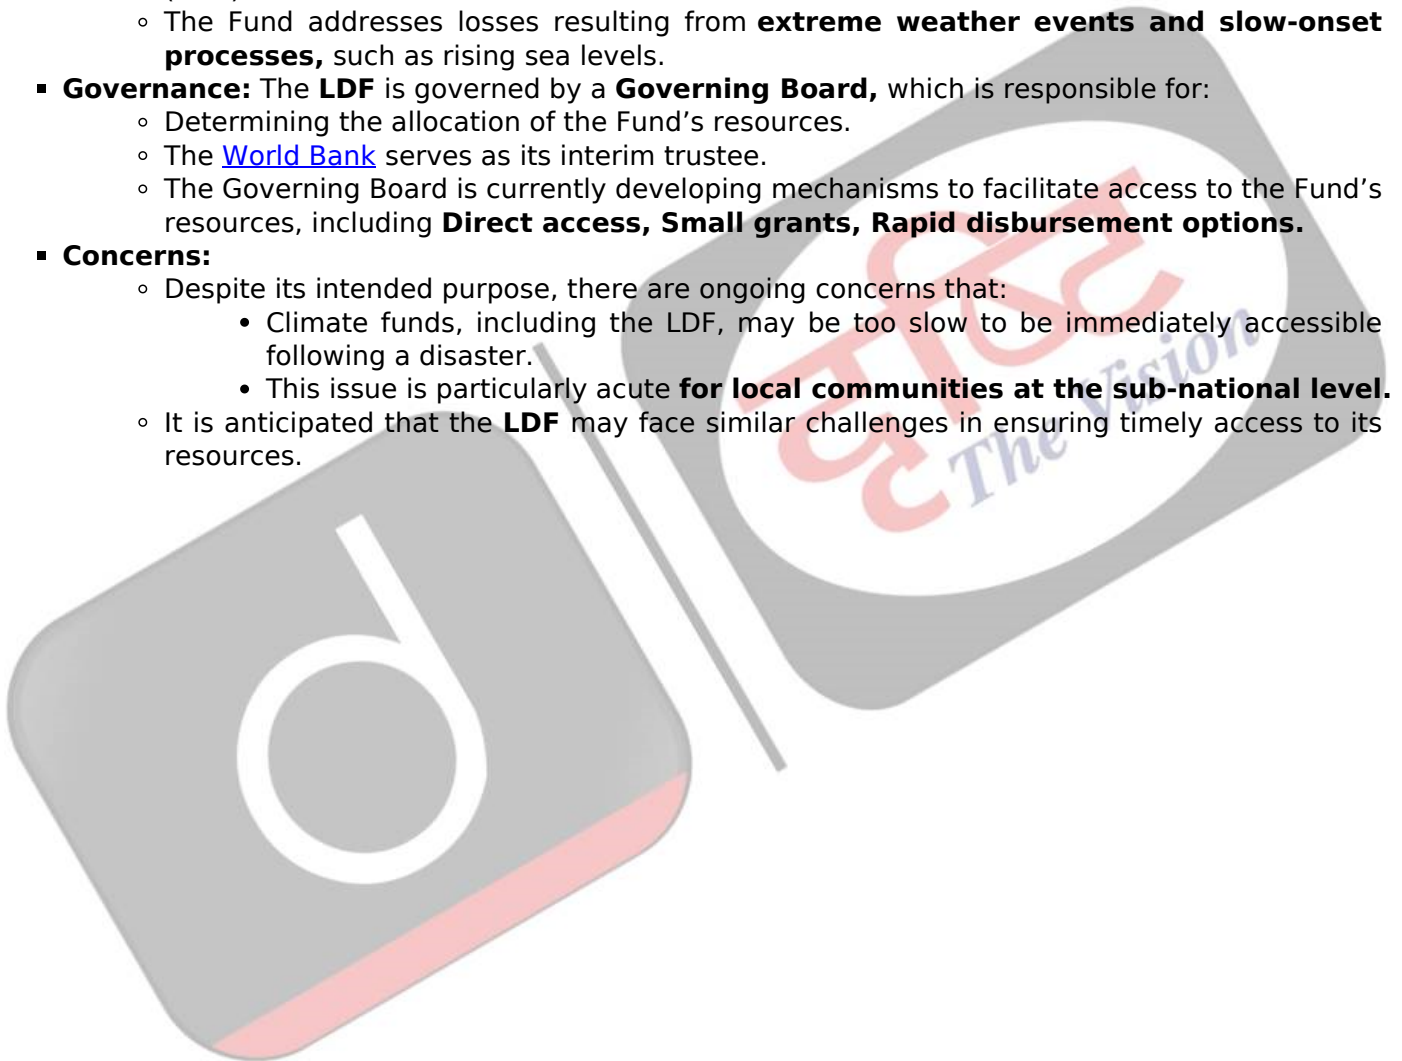 The Fund addresses losses resulting from extreme weather events and slow-onset
processes, such as rising sea levels.
Governance: The LDF is governed by a Governing Board, which is responsible for:
Determining the allocation of the Fund's resources.
The World Bank serves as its interim trustee.
The Governing Board is currently developing mechanisms to facilitate access to the Fund's
resources, including Direct access, Small grants, Rapid disbursement options.
Concerns:
Despite its intended purpose, there are ongoing concerns that:
Climate funds, including the LDF, may be too slow to be immediately accessible
following a disaster.
This issue is particularly acute for local communities at the sub-national level.
It is anticipated that the LDF may face similar challenges in ensuring timely access to its
resources.
दृष्टि
The Vision
d